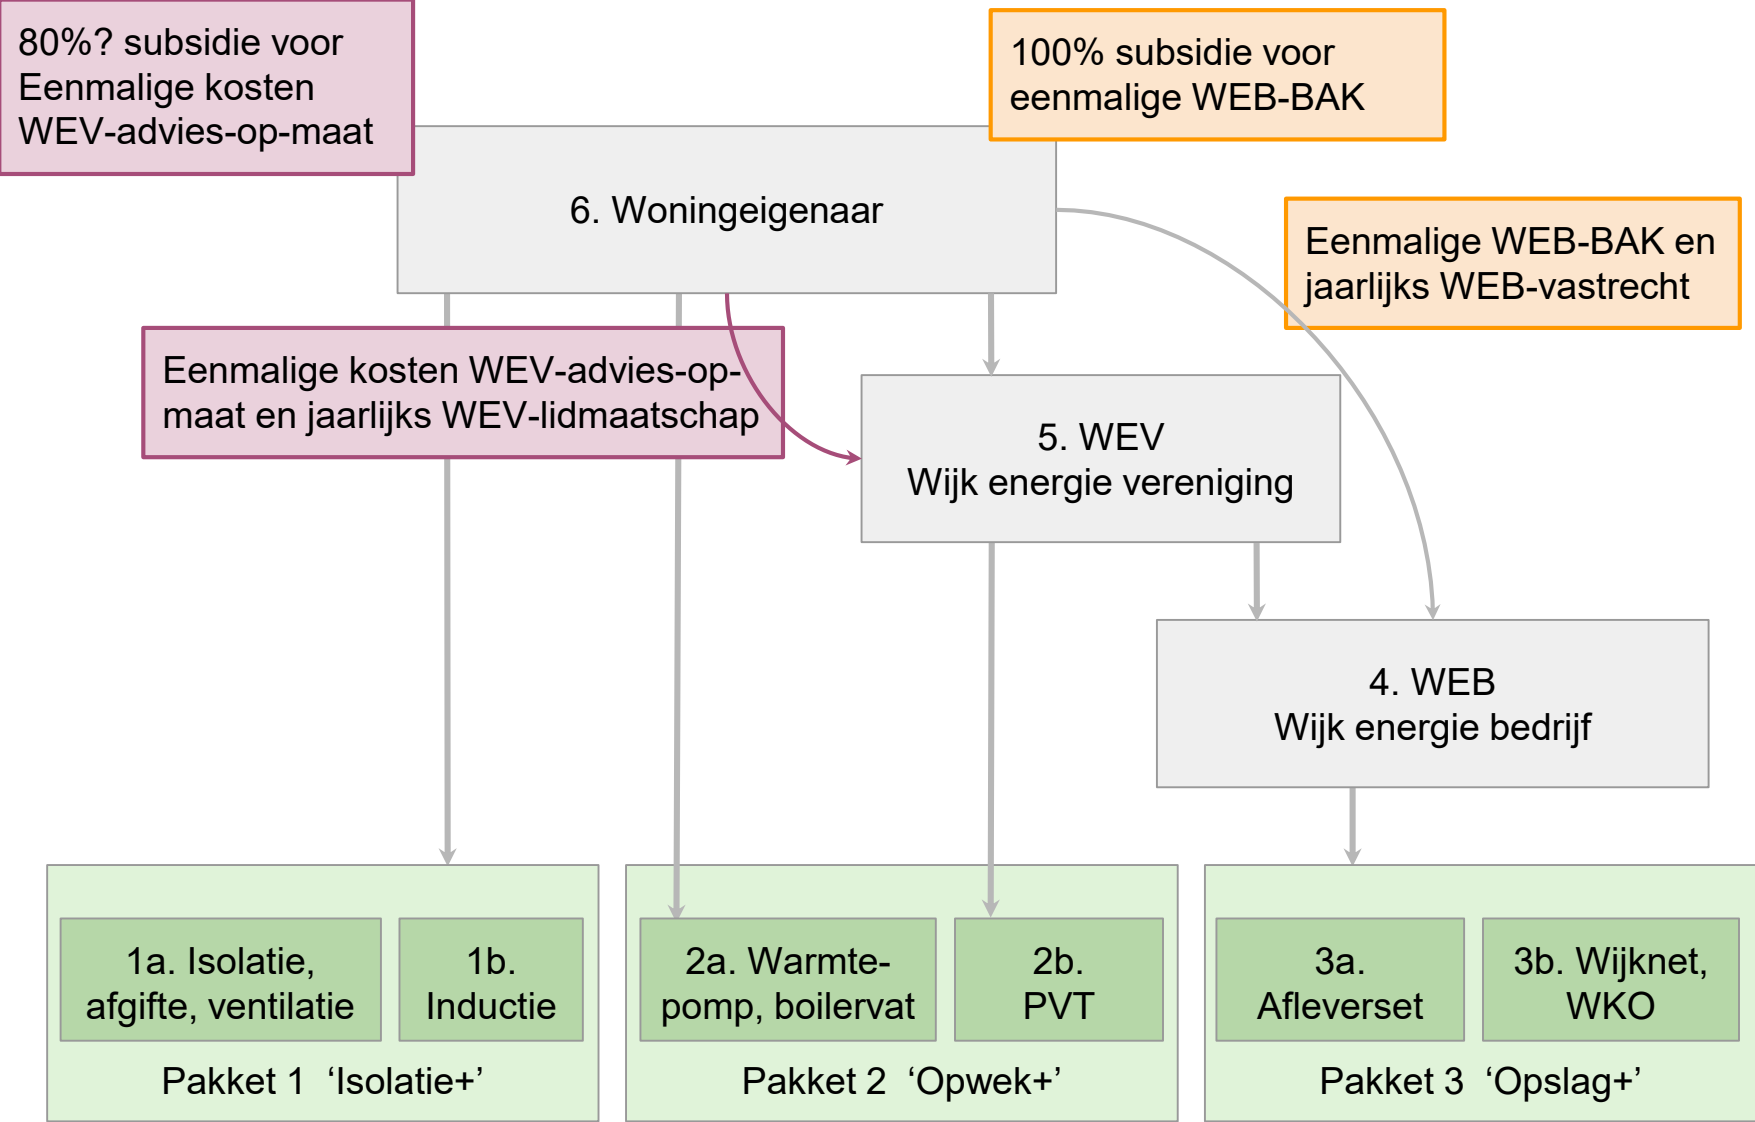 80%? subsidie voor
Eenmalige kosten
WEV-advies-op-maat
100% subsidie voor
eenmalige WEB-BAK
6. Woningeigenaar
Eenmalige WEB-BAK en
jaarlijks WEB-vastrecht
Eenmalige kosten WEV-advies-op-
maat en jaarlijks WEV-lidmaatschap
5. WEV
Wijk energie vereniging
4. WEB
Wijk energie bedrijf
1a. Isolatie,
afgifte, ventilatie
1b.
Inductie
Pakket 1 ‘Isolatie+’
2a. Warmte-
pomp, boilervat
2b.
PVT
Pakket 2 ‘Opwek+’
3a.
Afleverset
3b. Wijknet,
WKO
Pakket 3 ‘Opslag+’